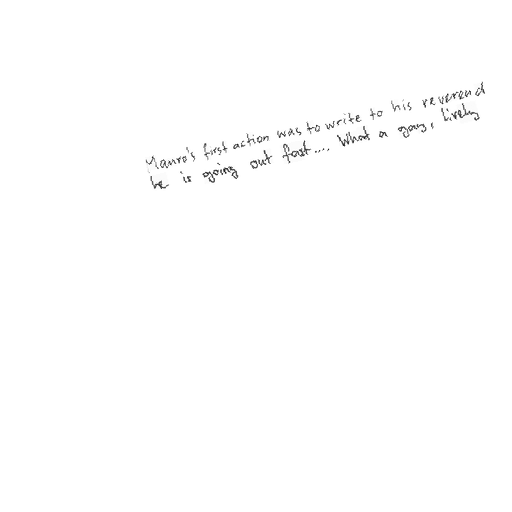 Mauro's first action was to write to his reverend
he is going out fast.... What a gay, lively